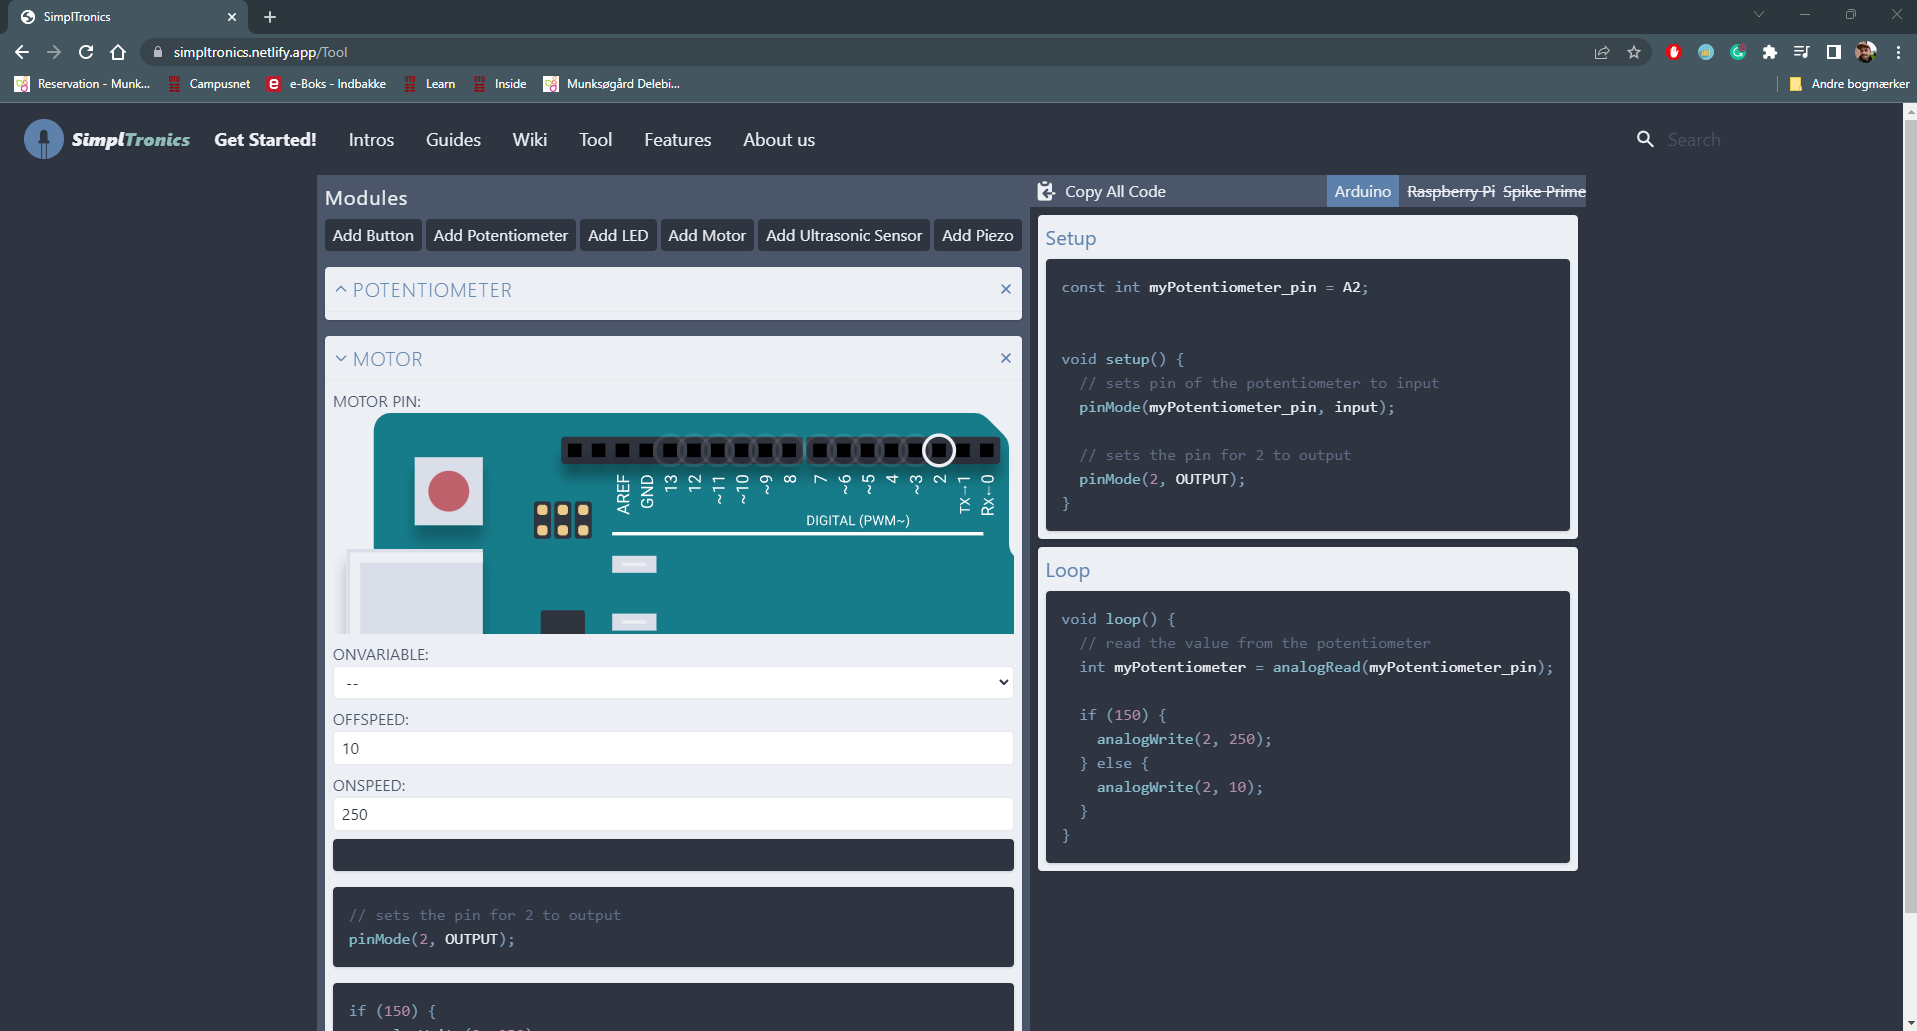 SimplTronics
simpltronics.netlify.app/Tool
Reservation - Munk...
Campusnet
e-Boks - Indbakke
Learn
Inside
Munksøgård Delebi...
Andre bogmærker
SimplTronics
Get Started!
Intros
Guides
Wiki
Tool
Features
About us
Search
Modules
Add Button
Add Potentiometer
Add LED
Add Motor
Add Ultrasonic Sensor
Add Piezo
POTENTIOMETER
MOTOR
MOTOR PIN:
AREF
GND
13
12
~11
~10
~9
8
7
~6
~5
4
~3
2
TX→1
RX←0
DIGITAL (PWM~)
ONVARIABLE:
--
OFFSPEED:
10
ONSPEED:
250
// sets the pin for 2 to output
pinMode(2, OUTPUT);
if (150) {
Copy All Code
Arduino
Raspberry Pi
Spike Prime
Setup
const int myPotentiometer_pin = A2;
void setup() {
// sets pin of the potentiometer to input
pinMode(myPotentiometer_pin, input);
// sets the pin for 2 to output
pinMode(2, OUTPUT);
}
Loop
void loop() {
// read the value from the potentiometer
int myPotentiometer = analogRead(myPotentiometer_pin);
if (150) {
analogWrite(2, 250);
} else {
analogWrite(2, 10);
}
}